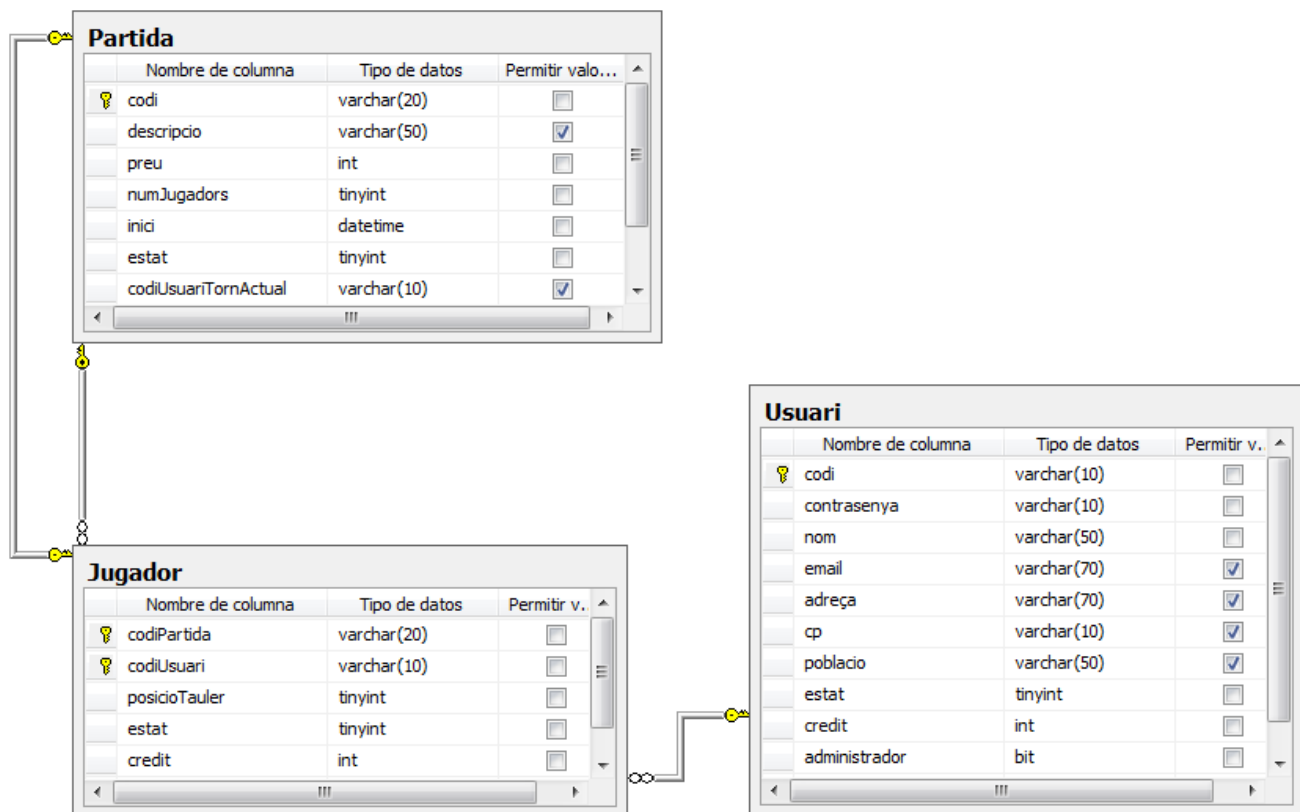 Partida
Nombre de columna Tipo de datos Permitir valo...
codi varchar(20)
descripcio varchar(50)
preu int
numJugadors tinyint
inici datetime
estat tinyint
codiUsuariTornActual varchar(10)
Jugador
Nombre de columna Tipo de datos Permitir v..
codiPartida varchar(20)
codiUsuari varchar(10)
posicioTauler tinyint
estat tinyint
credit int
Usuari
Nombre de columna Tipo de datos Permitir v..
codi varchar(10)
contrasenya varchar(10)
nom varchar(50)
email varchar(70)
adreça varchar(70)
cp varchar(10)
poblacio varchar(50)
estat tinyint
credit int
administrador bit